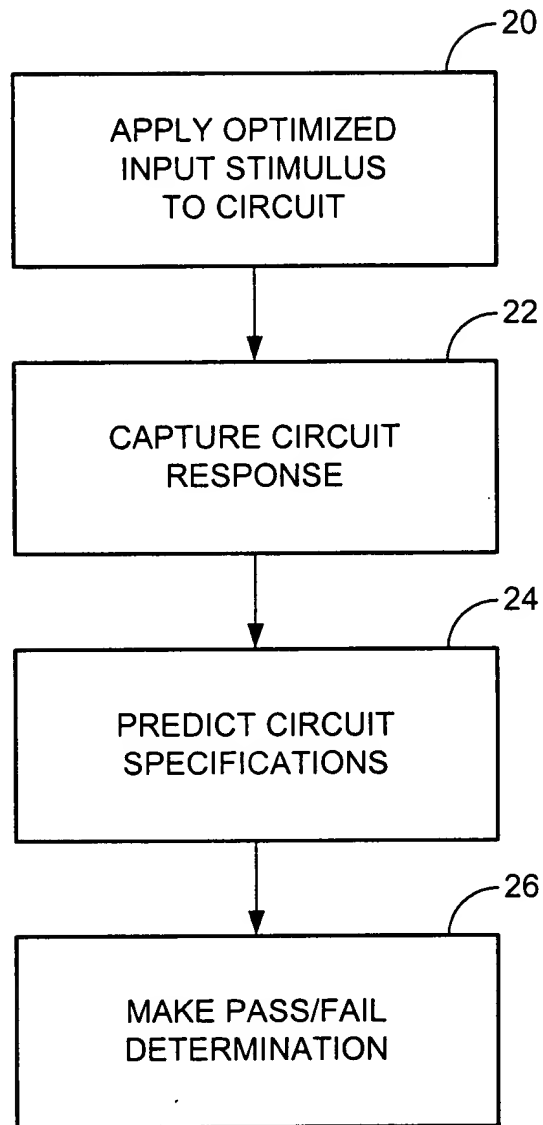 20
APPLY OPTIMIZED
INPUT STIMULUS
TO CIRCUIT
22
CAPTURE CIRCUIT
RESPONSE
24
PREDICT CIRCUIT
SPECIFICATIONS
26
MAKE PASS/FAIL
DETERMINATION